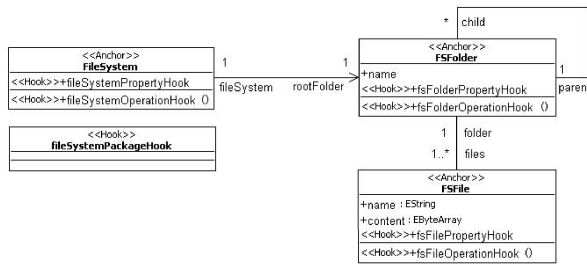 <<Anchor>>
FileSystem
<<Hook>>+fileSystemPropertyHook
<<Hook>>+fileSystemOperationHook ()
1
fileSystem
1
rootFolder
*
child
<<Anchor>>
FSFolder
+name
<<Hook>>+fsFolderPropertyHook
<<Hook>>+fsFolderOperationHook ()
1
paren
<<Hook>>
fileSystemPackageHook
1
folder
1..*
files
<<Anchor>>
FSFile
+name : EString
+content : EByteArray
<<Hook>>+fsFilePropertyHook
<<Hook>>+fsFileOperationHook ()